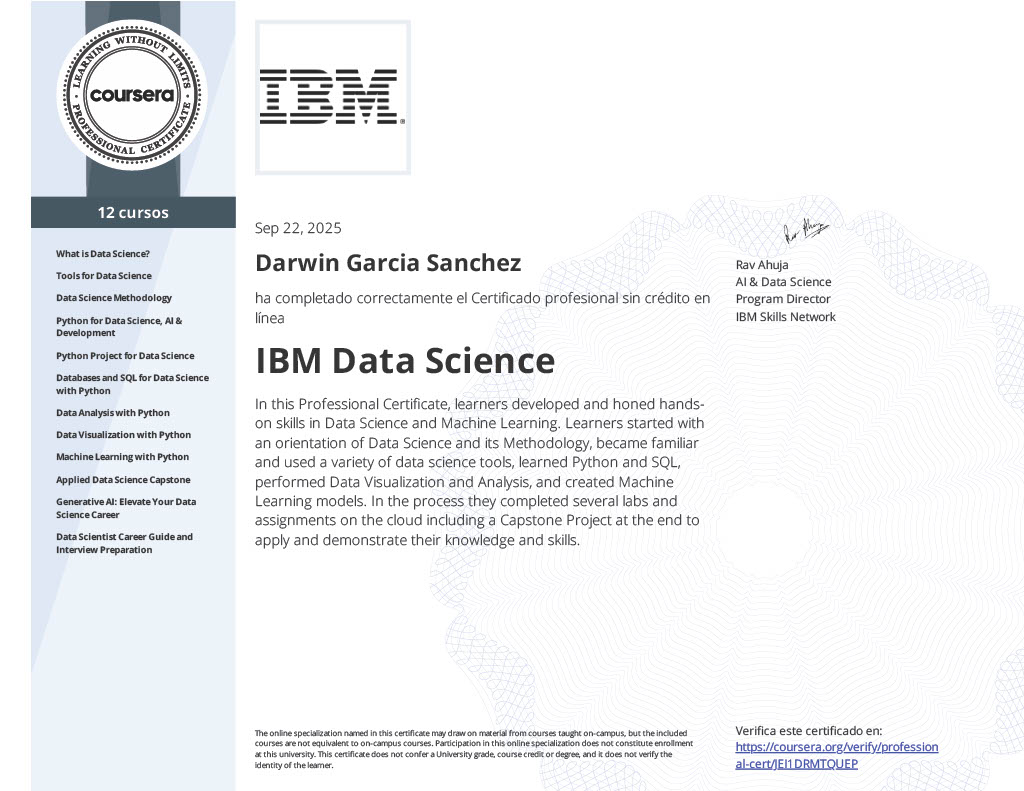 LEARNING WITHOUT LIMITS
coursera
PROFESSIONAL CERTIFICATE
IBM®
12 cursos
What is Data Science?
Tools for Data Science
Data Science Methodology
Python for Data Science, AI &
Development
Python Project for Data Science
Databases and SQL for Data Science
with Python
Data Analysis with Python
Data Visualization with Python
Machine Learning with Python
Applied Data Science Capstone
Generative AI: Elevate Your Data
Science Career
Data Scientist Career Guide and
Interview Preparation
Sep 22, 2025
Darwin Garcia Sanchez
ha completado correctamente el Certificado profesional sin crédito en
línea
IBM Data Science
In this Professional Certificate, learners developed and honed hands-
on skills in Data Science and Machine Learning. Learners started with
an orientation of Data Science and its Methodology, became familiar
and used a variety of data science tools, learned Python and SQL,
performed Data Visualization and Analysis, and created Machine
Learning models. In the process they completed several labs and
assignments on the cloud including a Capstone Project at the end to
apply and demonstrate their knowledge and skills.
Rav Ahuja
Rav Ahuja
AI & Data Science
Program Director
IBM Skills Network
The online specialization named in this certificate may draw on material from courses taught on-campus, but the included
courses are not equivalent to on-campus courses. Participation in this online specialization does not constitute enrollment
at this university. This certificate does not confer a University grade, course credit or degree, and it does not verify the
identity of the learner.
Verifica este certificado en:
https://coursera.org/verify/profession
al-cert/JEI1DRMTQUEP